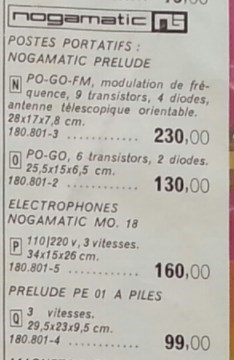 nogamatic
POSTES PORTATIFS :
NOGAMATIC PRELUDE
N PO-GO-FM, modulation de fré-
quence, 9 transistors, 4 diodes,
antenne télescopique orientable.
28x17x7,8 cm.
180.801-3 ........... 230,00
O PO-GO, 6 transistors, 2 diodes.
25,5x15x6,5 cm.
180.801-2 ........... 130,00
ELECTROPHONES
NOGAMATIC MO. 18
P 110|220 v, 3 vitesses.
34x15x26 cm.
180.801-5 ........... 160,00
PRELUDE PE 01 A PILES
Q 3 vitesses.
29,5x23x9,5 cm.
180.801-4 ........... 99,00